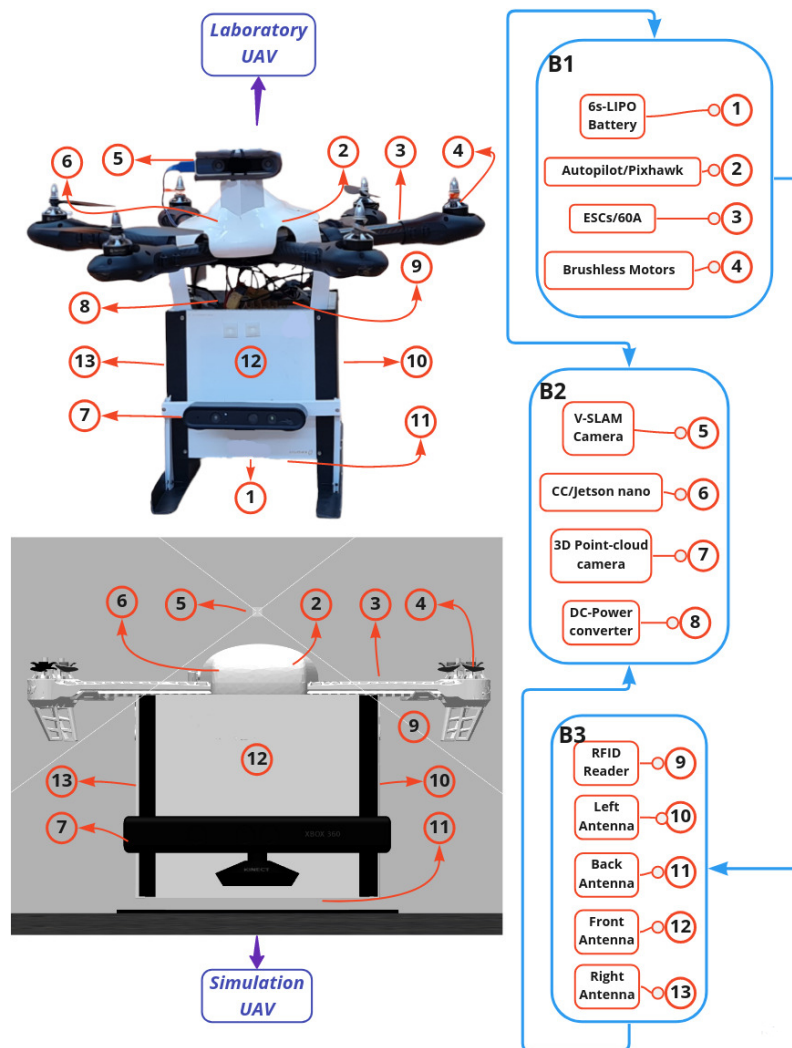 Laboratory
UAV
5
6
2
3
4
9
8
13
12
10
7
11
1
6
5
2
3
4
9
12
13
10
7
11
XBOX 360
KINECT
Simulation
UAV
B1
6s-LIPO
Battery
1
Autopilot/Pixhawk
2
ESCs/60A
3
Brushless Motors
4
B2
V-SLAM
Camera
5
CC/Jetson nano
6
3D Point-cloud
camera
7
DC-Power
converter
8
B3
RFID
Reader
9
Left
Antenna
10
Back
Antenna
11
Front
Antenna
12
Right
Antenna
13